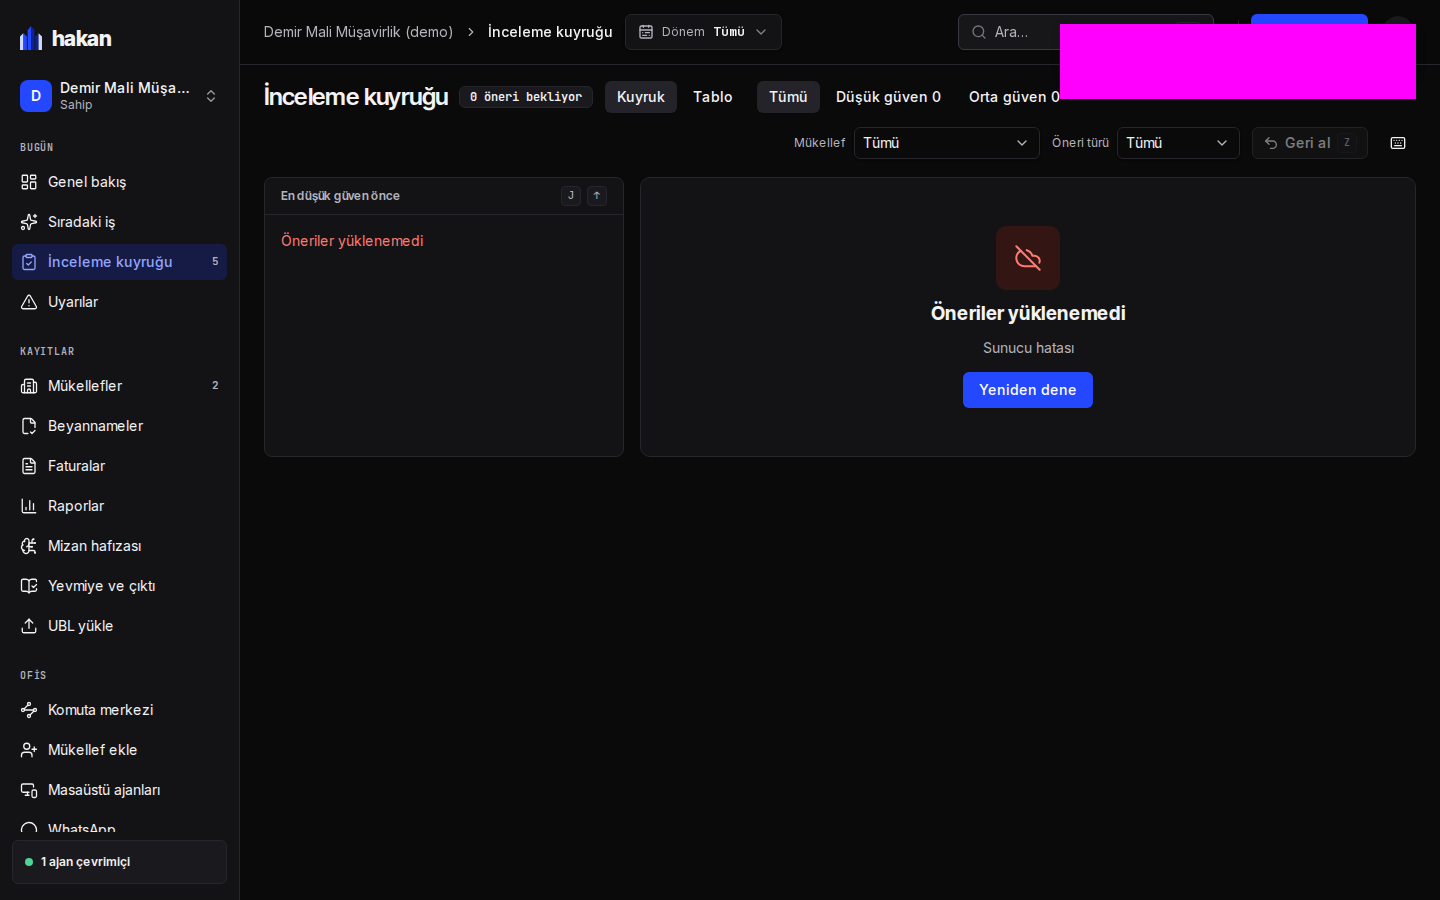 hakan
Demir Mali Müşavirlik (demo) > İnceleme kuyruğu
Dönem Tümü
Ara...
D
Demir Mali Müşa...
Sahip
İnceleme kuyruğu
0 öneri bekliyor
Kuyruk
Tablo
Tümü
Düşük güven 0
Orta güven 0
Mükellef Tümü
Öneri türü Tümü
Geri al Z
BUGÜN
Genel bakış
Sıradaki iş
İnceleme kuyruğu 5
Uyarılar
KAYITLAR
Mükellefler 2
Beyannameler
Faturalar
Raporlar
Mizan hafızası
Yevmiye ve çıktı
UBL yükle
OFİS
Komuta merkezi
Mükellef ekle
Masaüstü ajanları
WhatsApp
1 ajan çevrimiçi
En düşük güven önce J ↑
Öneriler yüklenemedi
Öneriler yüklenemedi
Sunucu hatası
Yeniden dene